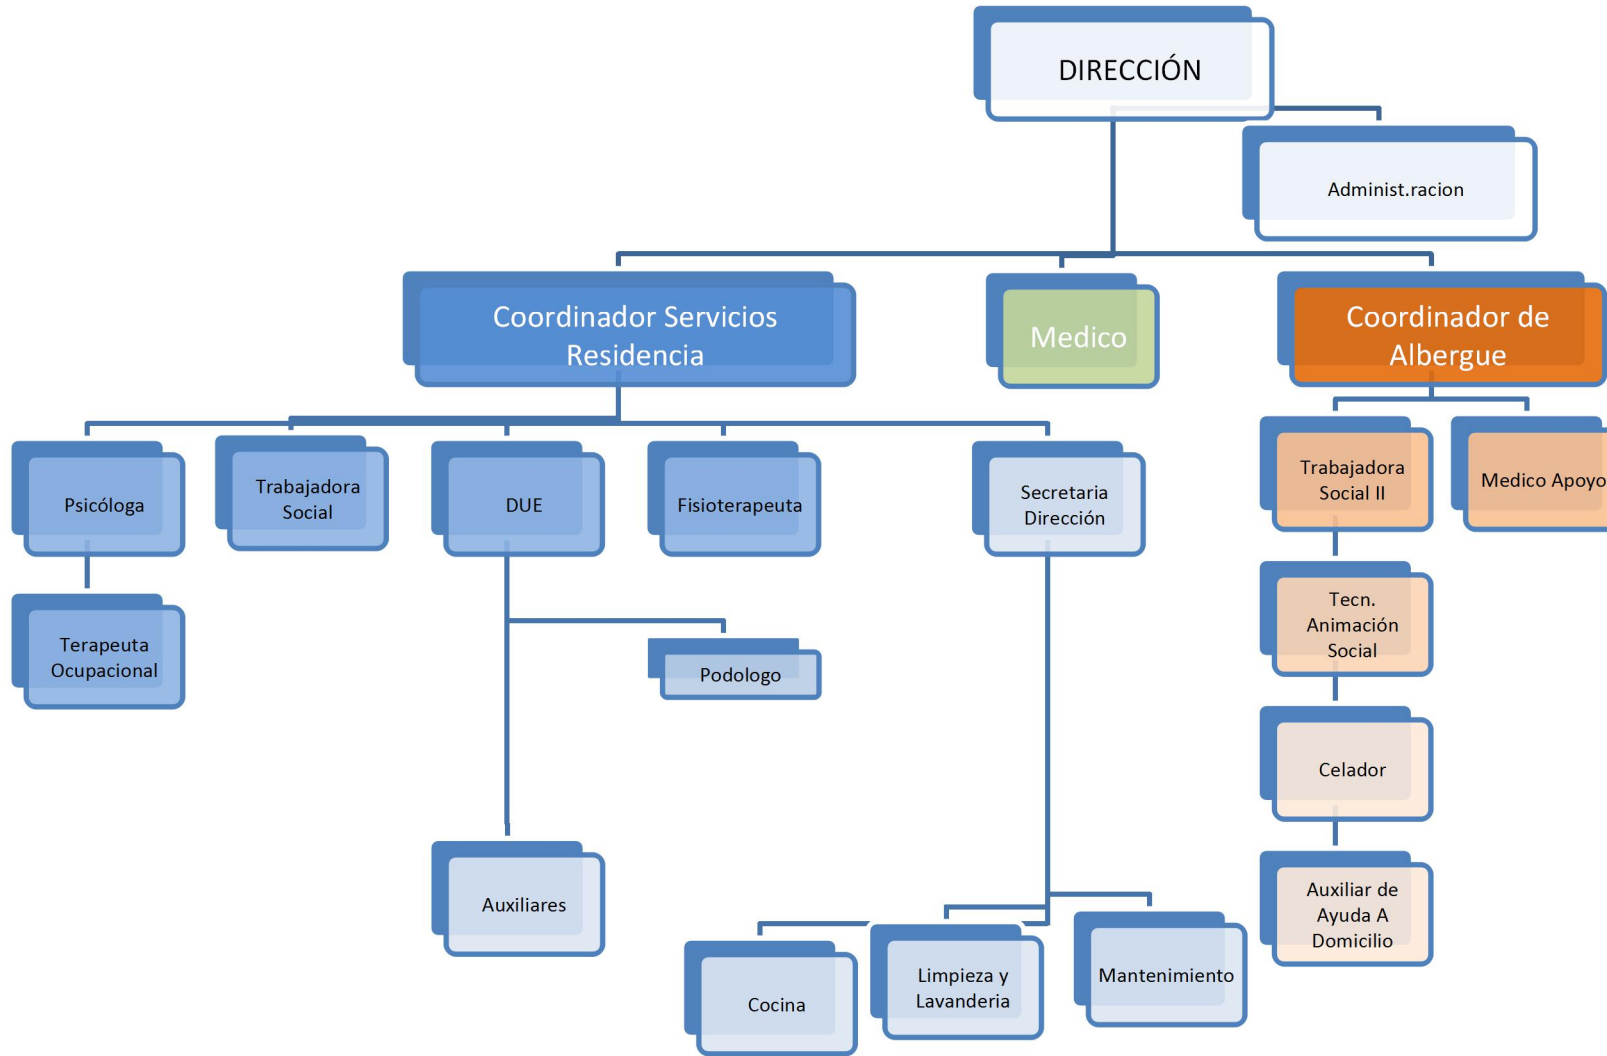 DIRECCIÓN
Administ.racion
Coordinador Servicios
Residencia
Medico
Coordinador de
Albergue
Psicóloga
Trabajadora
Social
DUE
Fisioterapeuta
Secretaria
Dirección
Trabajadora
Social II
Medico Apoyo
Terapeuta
Ocupacional
Podologo
Tecn.
Animación
Social
Celador
Auxiliares
Auxiliar de
Ayuda A
Domicilio
Cocina
Limpieza y
Lavanderia
Mantenimiento